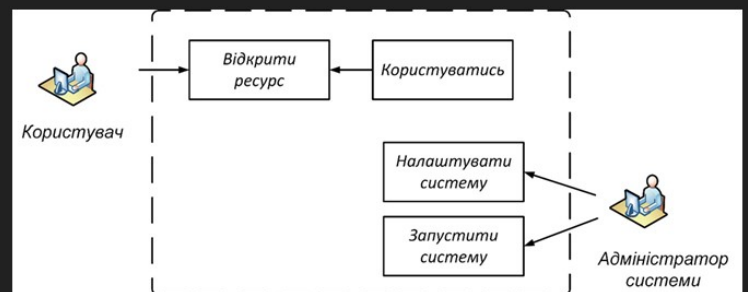 Відкрити
ресурс
Користуватись
Користувач
Налаштувати
систему
Запустити
систему
Адміністратор
системи